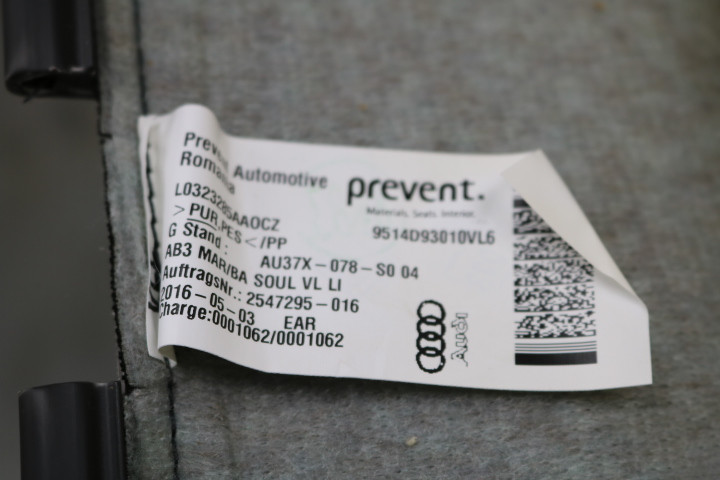 Prevent Automotive
Romania
prevent.
Materials. Seats. Interior.
L0323285AAOCZ
9514D93010VL6
> PUR,PES < /PP
G Stand : AU37X-078-S0 04
AB3 MAR/BA SOUL VL LI
AuftragsNr.: 2547295-016
2016-05-03 EAR
Charge:0001062/0001062
Audi